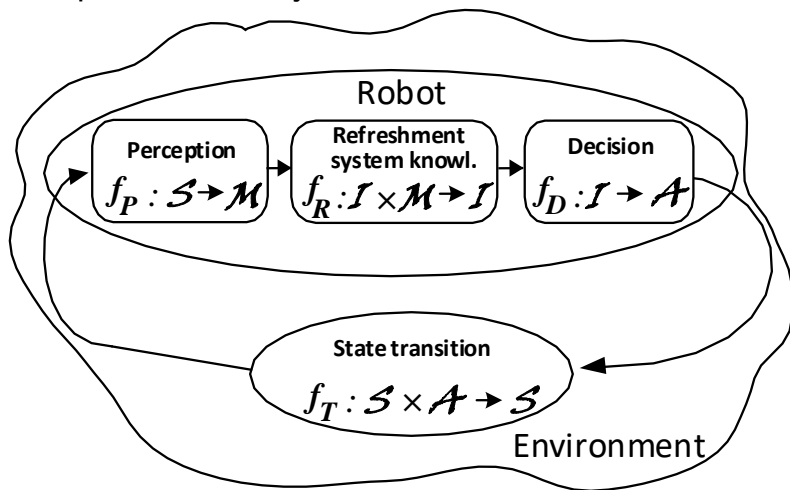 Robot
Perception
f_P : S → M
Refreshment
system knowl.
f_R : I × M → I
Decision
f_D : I → A
State transition
f_T : S × A → S
Environment